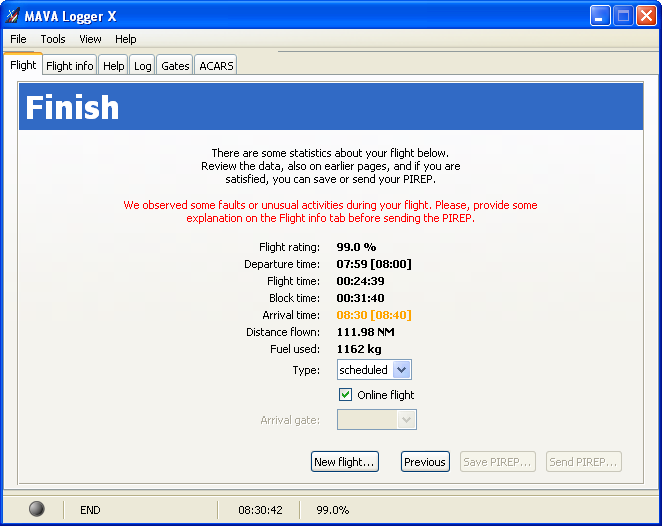 MAVA Logger X
File Tools View Help
Flight Flight info Help Log Gates ACARS
Finish
There are some statistics about your flight below.
Review the data, also on earlier pages, and if you are
satisfied, you can save or send your PIREP.
We observed some faults or unusual activities during your flight. Please, provide some
explanation on the Flight info tab before sending the PIREP.
Flight rating: 99.0 %
Departure time: 07:59 [08:00]
Flight time: 00:24:39
Block time: 00:31:40
Arrival time: 08:30 [08:40]
Distance flown: 111.98 NM
Fuel used: 1162 kg
Type: scheduled
Online flight
Arrival gate:
New flight... Previous Save PIREP... Send PIREP...
END 08:30:42 99.0%